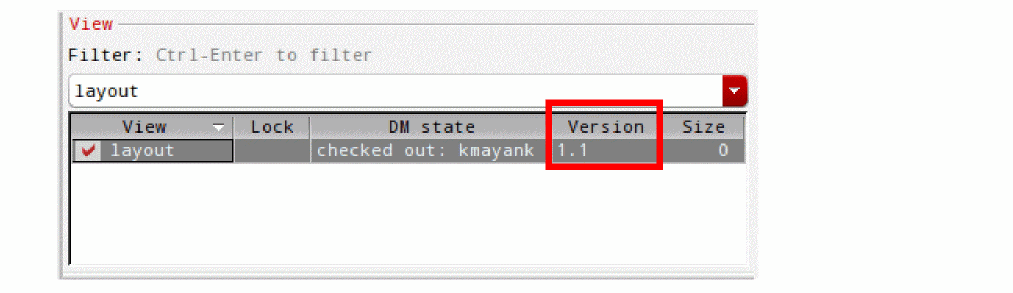 View
Filter: Ctrl-Enter to filter
layout
View Lock DM state Version Size
layout checked out: kmayank 1.1 0